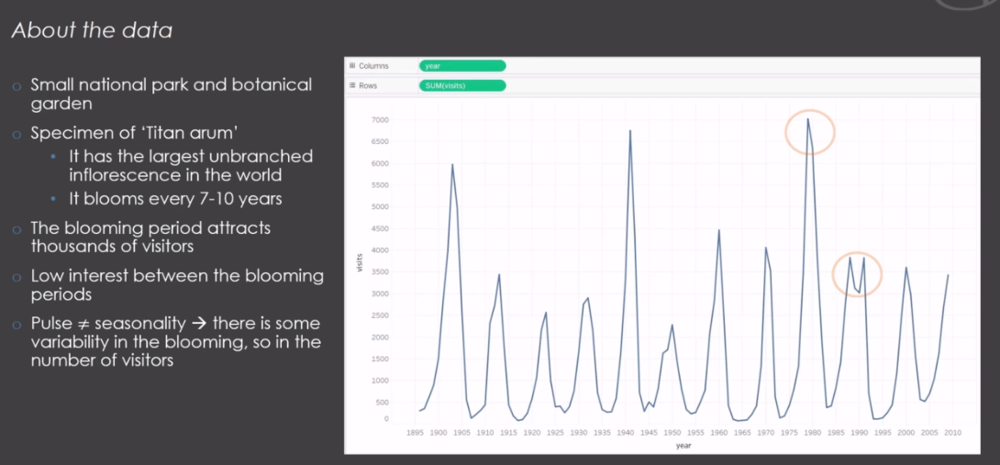 About the data
o Small national park and botanical
garden
o Specimen of ‘Titan arum’
• It has the largest unbranched
inflorescence in the world
• It blooms every 7-10 years
o The blooming period attracts
thousands of visitors
o Low interest between the blooming
periods
o Pulse ≠ seasonality → there is some
variability in the blooming, so in the
number of visitors
Columns year
Rows SUM(visits)
7000
6500
6000
5500
5000
4500
4000
3500
3000
2500
2000
1500
1000
500
0
visits
1895 1900 1905 1910 1915 1920 1925 1930 1935 1940 1945 1950 1955 1960 1965 1970 1975 1980 1985 1990 1995 2000 2005 2010
year